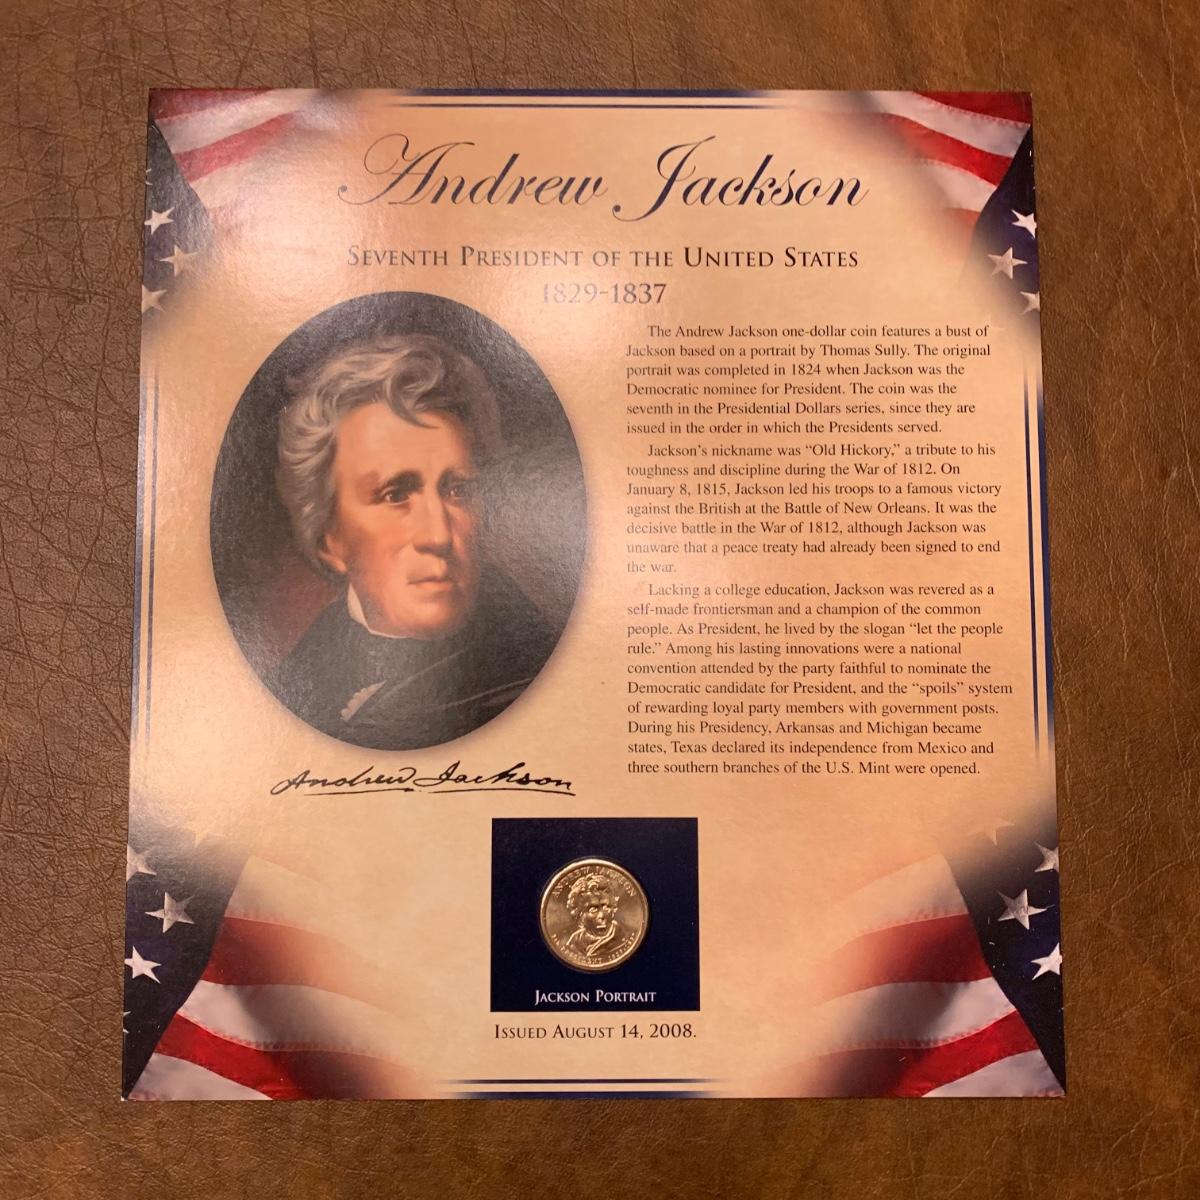 Andrew Jackson
Seventh President of the United States
1829-1837
The Andrew Jackson one-dollar coin features a bust of
Jackson based on a portrait by Thomas Sully. The original
portrait was completed in 1824 when Jackson was the
Democratic nominee for President. The coin was the
seventh in the Presidential Dollars series, since they are
issued in the order in which the Presidents served.
Jackson's nickname was “Old Hickory,” a tribute to his
toughness and discipline during the War of 1812. On
January 8, 1815, Jackson led his troops to a famous victory
against the British at the Battle of New Orleans. It was the
decisive battle in the War of 1812, although Jackson was
unaware that a peace treaty had already been signed to end
the war.
Lacking a college education, Jackson was revered as a
self-made frontiersman and a champion of the common
people. As President, he lived by the slogan “let the people
rule.” Among his lasting innovations were a national
convention attended by the party faithful to nominate the
Democratic candidate for President, and the “spoils” system
of rewarding loyal party members with government posts.
During his Presidency, Arkansas and Michigan became
states, Texas declared its independence from Mexico and
three southern branches of the U.S. Mint were opened.
Andrew Jackson
ANDREW JACKSON
Jackson Portrait
Issued August 14, 2008.